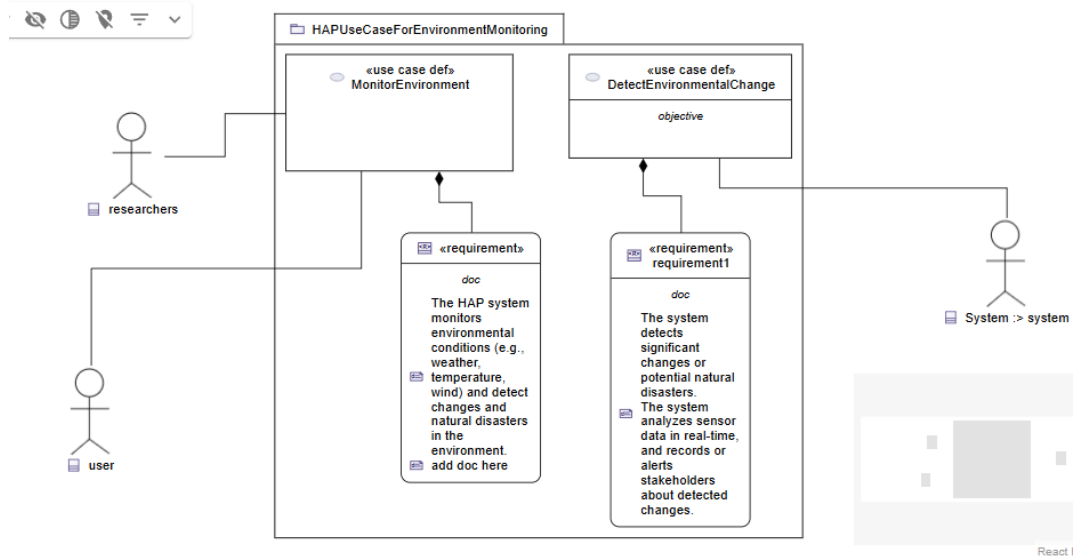 HAPUseCaseForEnvironmentMonitoring
«use case def»
MonitorEnvironment
«use case def»
DetectEnvironmentalChange
objective
researchers
«requirement»
doc
The HAP system
monitors
environmental
conditions (e.g.,
weather,
temperature,
wind) and detect
changes and
natural disasters
in the
environment.
add doc here
«requirement»
requirement1
doc
The system
detects
significant
changes or
potential natural
disasters.
The system
analyzes sensor
data in real-time,
and records or
alerts
stakeholders
about detected
changes.
System :> system
user
React